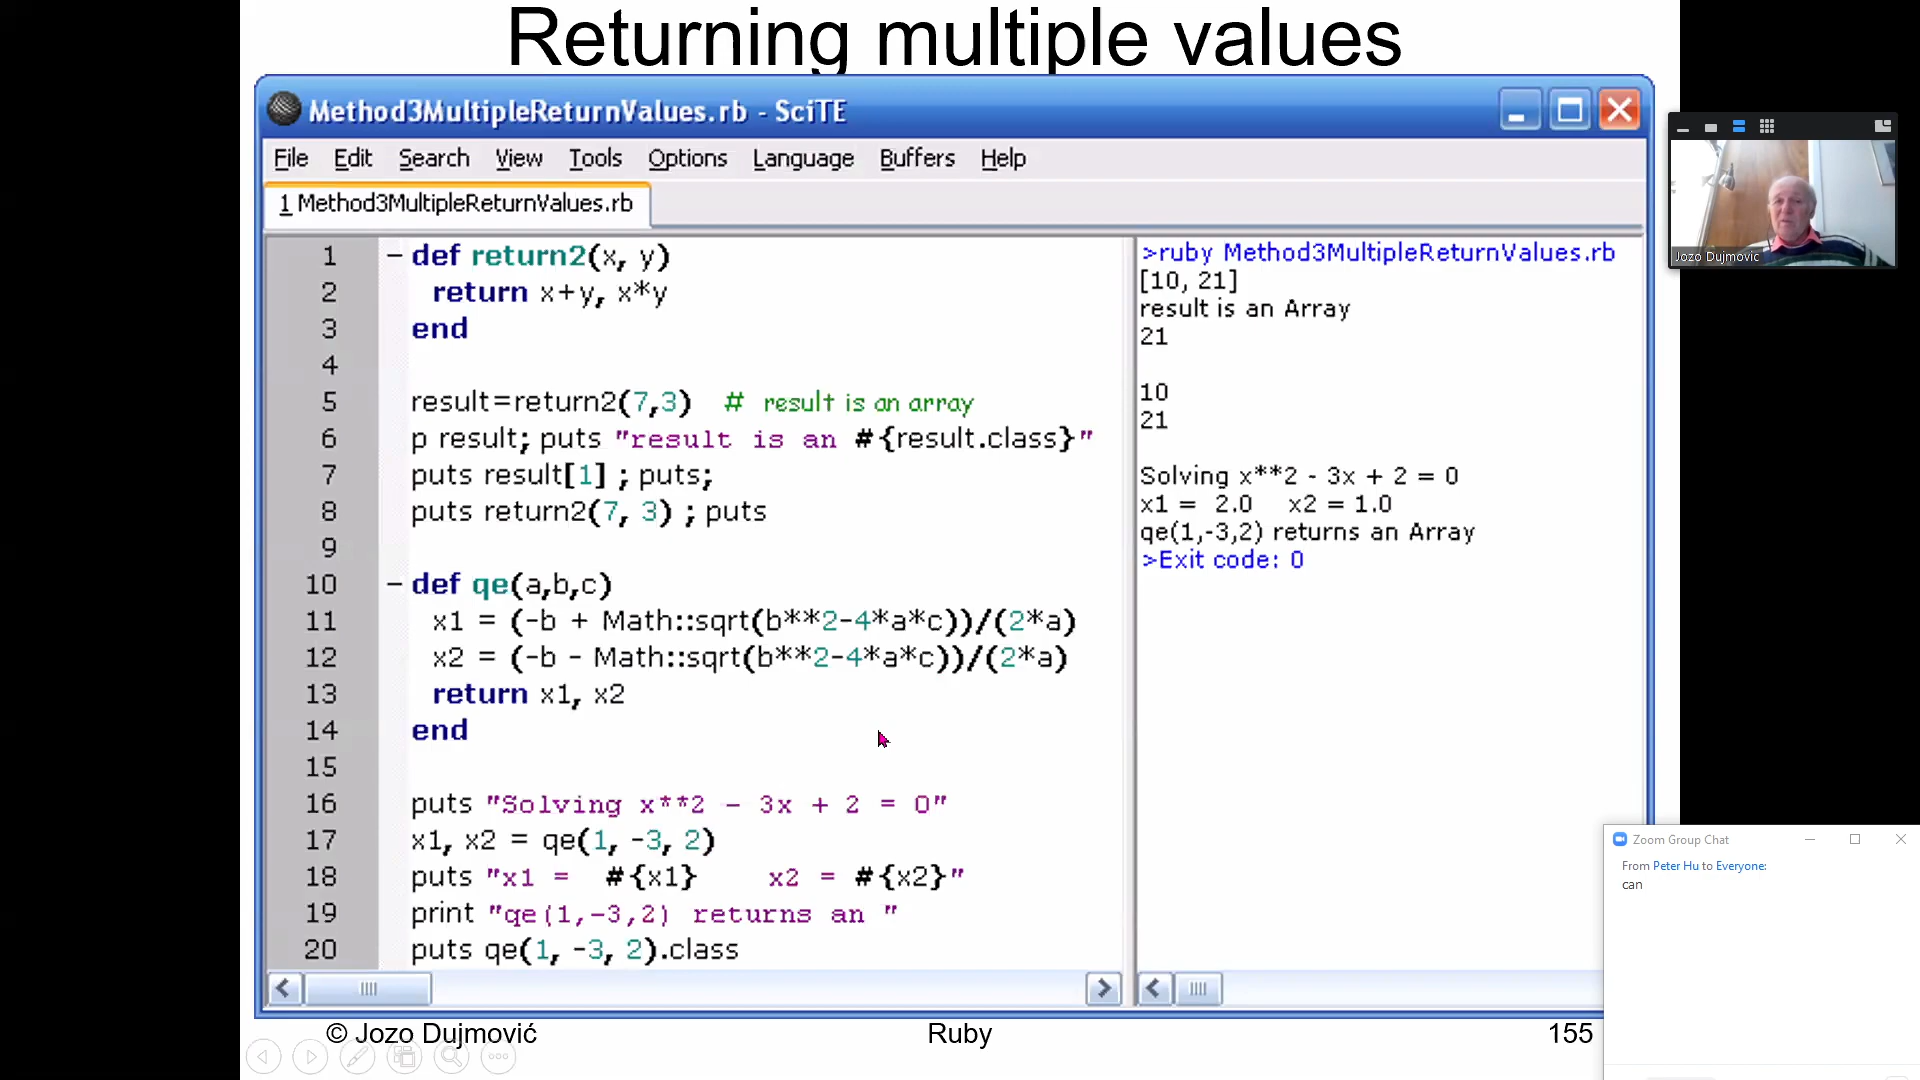 Returning multiple values
Method3MultipleReturnValues.rb - SciTE
File Edit Search View Tools Options Language Buffers Help
1 Method3MultipleReturnValues.rb
1 def return2(x, y)
2 return x+y, x*y
3 end
4
5 result=return2(7,3) # result is an array
6 p result; puts "result is an #{result.class}"
7 puts result[1] ; puts;
8 puts return2(7, 3) ; puts
9
10 def qe(a,b,c)
11 x1 = (-b + Math::sqrt(b**2-4*a*c))/(2*a)
12 x2 = (-b - Math::sqrt(b**2-4*a*c))/(2*a)
13 return x1, x2
14 end
15
16 puts "Solving x**2 - 3x + 2 = 0"
17 x1, x2 = qe(1, -3, 2)
18 puts "x1 = #{x1} x2 = #{x2}"
19 print "qe(1,-3,2) returns an "
20 puts qe(1, -3, 2).class
>ruby Method3MultipleReturnValues.rb
[10, 21]
result is an Array
21
10
21
Solving x**2 - 3x + 2 = 0
x1 = 2.0 x2 = 1.0
qe(1,-3,2) returns an Array
>Exit code: 0
© Jozo Dujmović
Ruby
155
Jozo Dujmovic
Zoom Group Chat
From Peter Hu to Everyone:
can